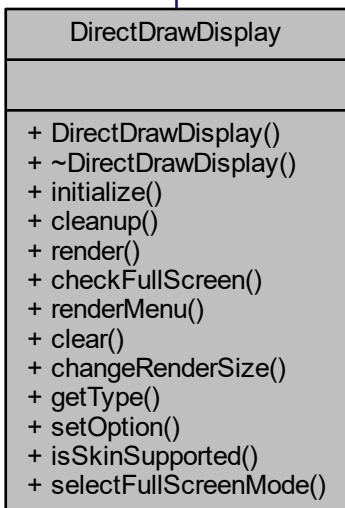 DirectDrawDisplay
+ DirectDrawDisplay()
+ ~DirectDrawDisplay()
+ initialize()
+ cleanup()
+ render()
+ checkFullScreen()
+ renderMenu()
+ clear()
+ changeRenderSize()
+ getType()
+ setOption()
+ isSkinSupported()
+ selectFullScreenMode()